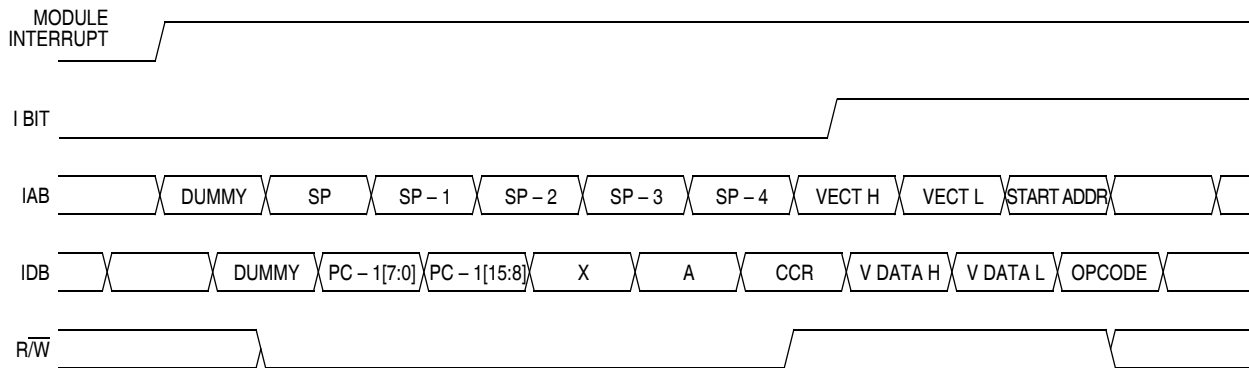 MODULE
INTERRUPT
I BIT
IAB DUMMY SP SP – 1 SP – 2 SP – 3 SP – 4 VECT H VECT L START ADDR
IDB DUMMY PC – 1[7:0] PC – 1[15:8] X A CCR V DATA H V DATA L OPCODE
R/W̅